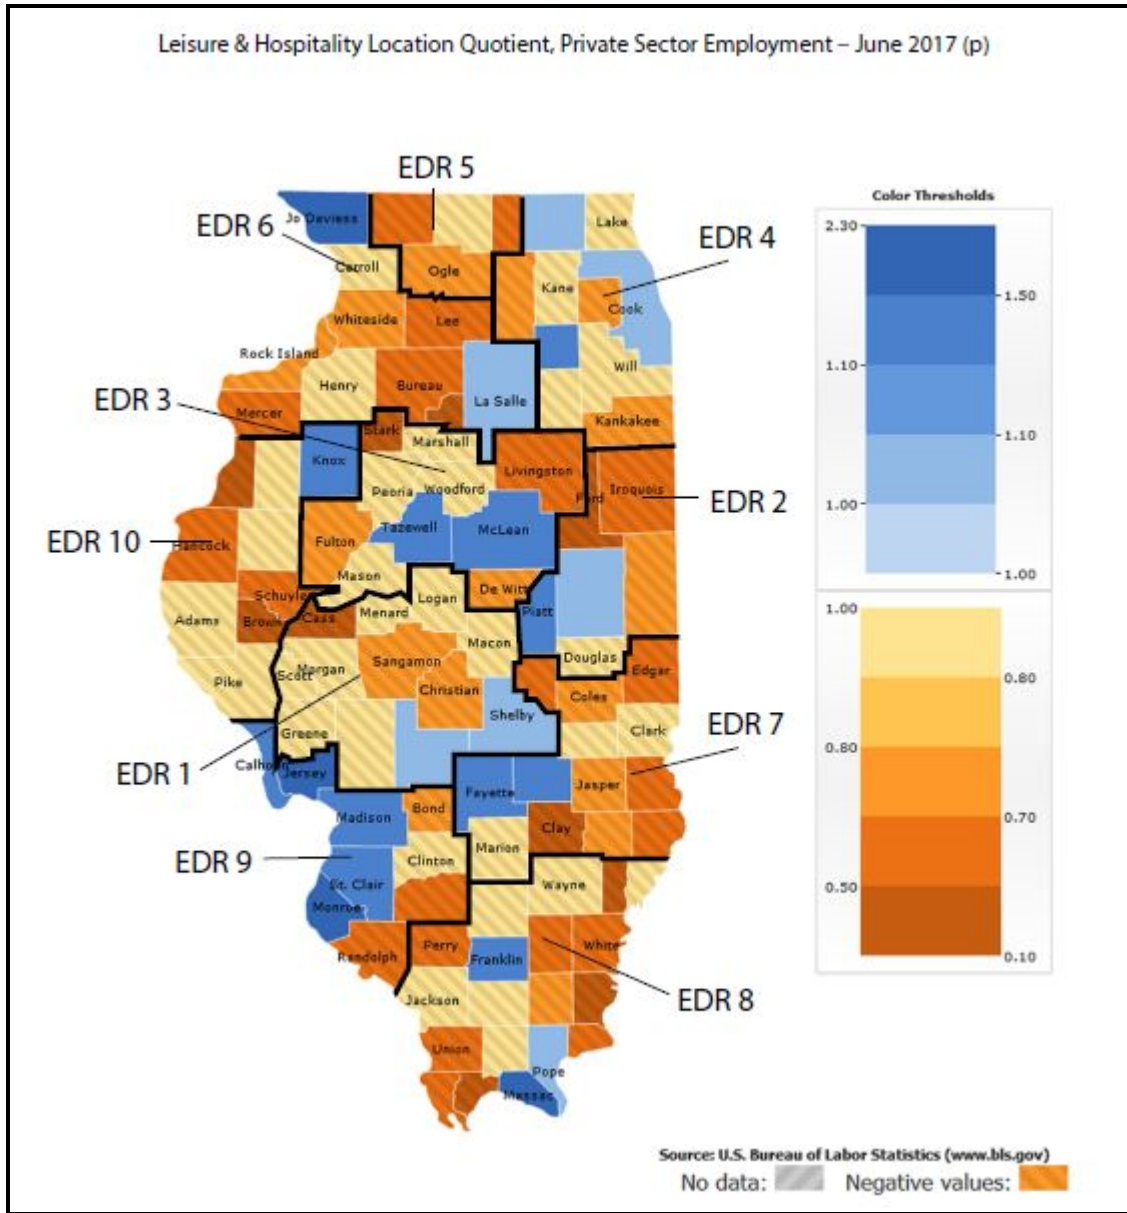 Leisure & Hospitality Location Quotient, Private Sector Employment – June 2017 (p)
EDR 5
EDR 6
EDR 4
EDR 3
EDR 2
EDR 10
EDR 1
EDR 7
EDR 9
EDR 8
Jo Daviess
Lake
Carroll
Ogle
Kane
Cook
Whiteside
Lee
Rock Island
Will
Henry
Bureau
La Salle
Mercer
Kankakee
Stark
Marshall
Knox
Livingston
Peoria
Woodford
Ford
Iroquois
Tazewell
McLean
Hancock
Fulton
Mason
De Witt
Schuyler
Logan
Adams
Brown
Cass
Menard
Piatt
Macon
Scott
Morgan
Sangamon
Douglas
Edgar
Pike
Christian
Coles
Shelby
Greene
Clark
Calhoun
Jersey
Fayette
Jasper
Madison
Bond
Clay
Marion
Clinton
St. Clair
Wayne
Monroe
Randolph
Perry
Franklin
White
Jackson
Union
Pope
Massac
Color Thresholds
2.30
1.50
1.10
1.10
1.00
1.00
1.00
0.80
0.80
0.70
0.50
0.10
Source: U.S. Bureau of Labor Statistics (www.bls.gov)
No data:
Negative values: